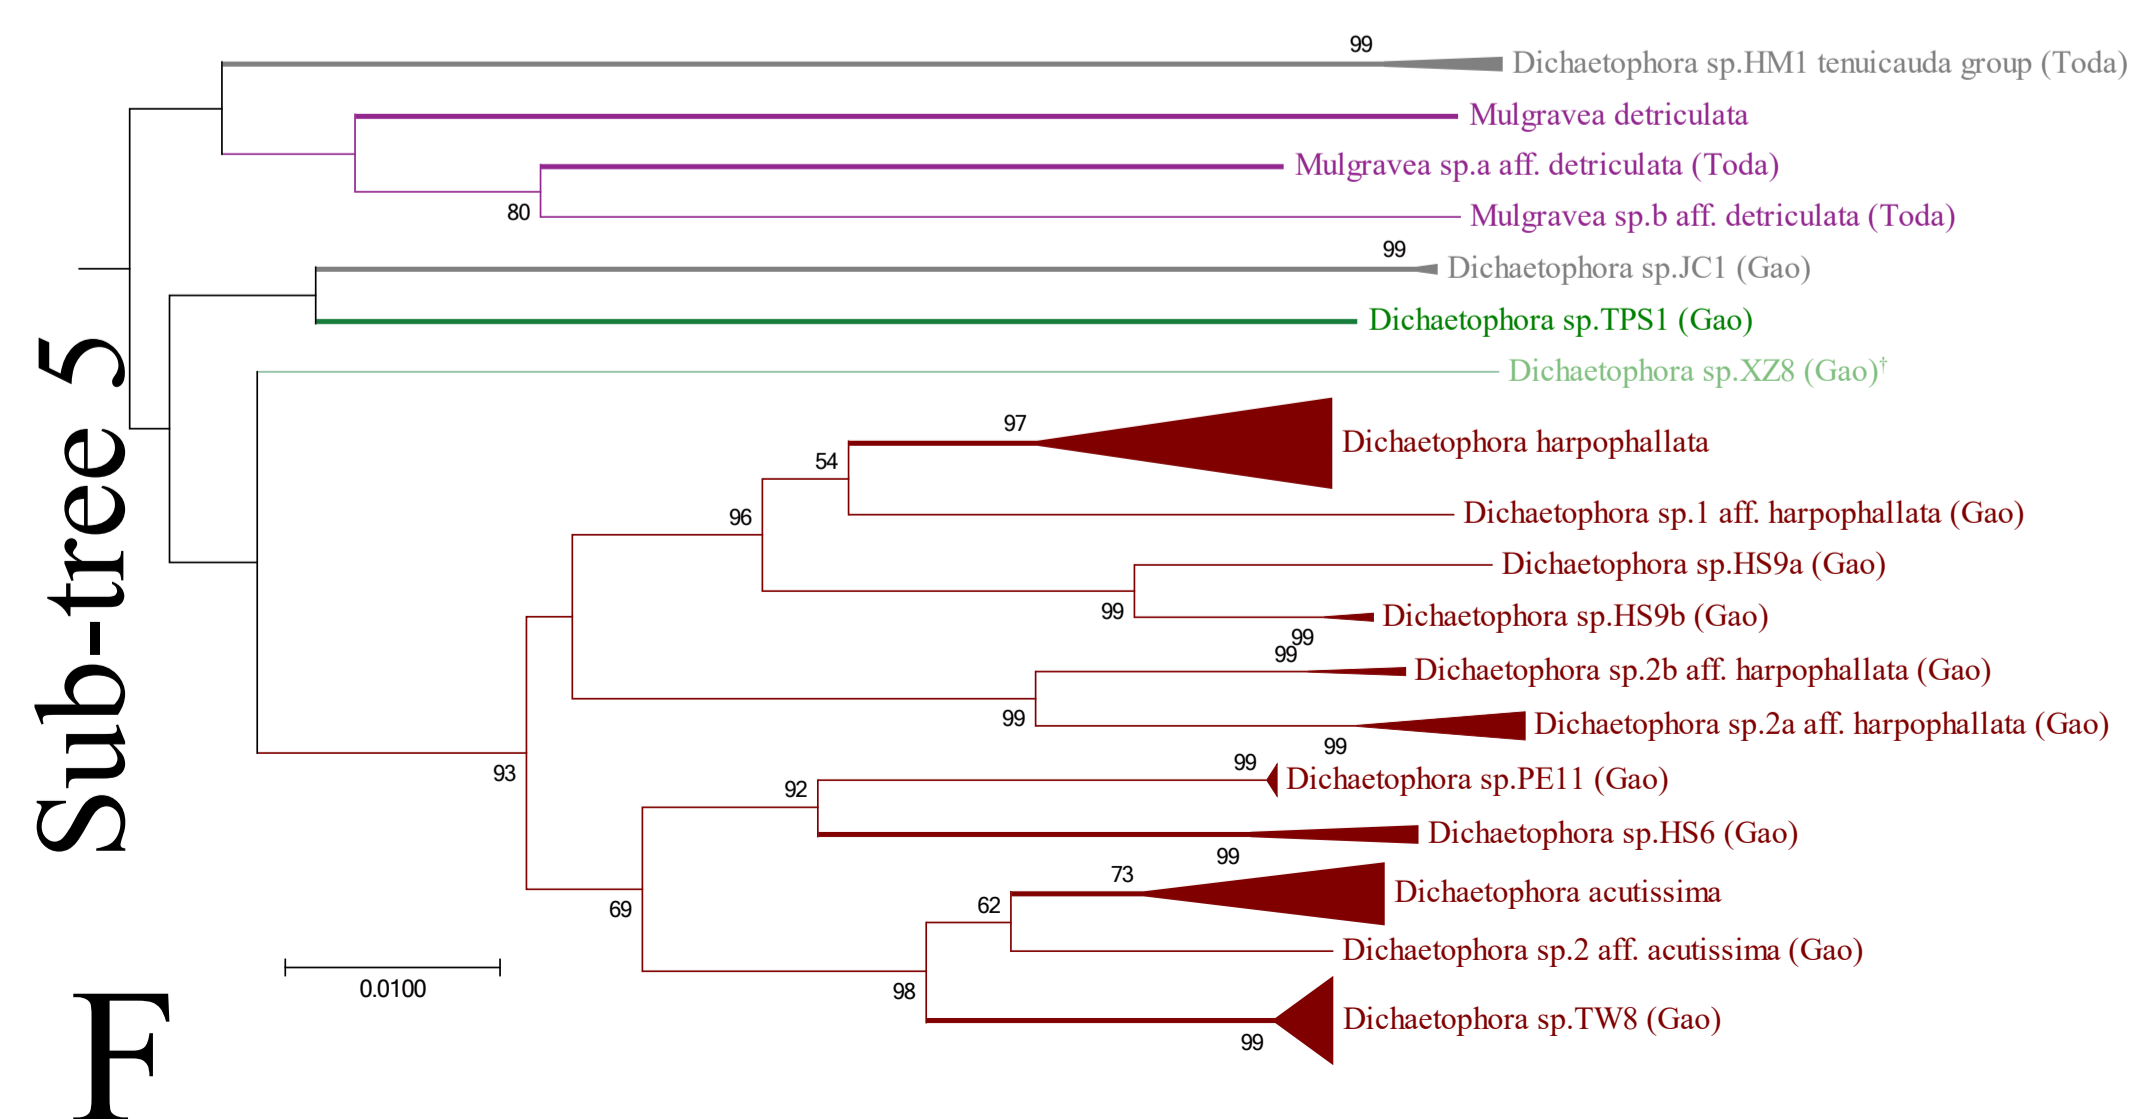 99
Dichaetophora sp.HM1 tenuicauda group (Toda)
Mulgravea detriculata
Mulgravea sp.a aff. detriculata (Toda)
80
Mulgravea sp.b aff. detriculata (Toda)
99
Dichaetophora sp.JC1 (Gao)
Dichaetophora sp.TPS1 (Gao)
Dichaetophora sp.XZ8 (Gao)†
97
Dichaetophora harpophallata
54
96
Dichaetophora sp.1 aff. harpophallata (Gao)
Dichaetophora sp.HS9a (Gao)
99
Dichaetophora sp.HS9b (Gao)
99
99
Dichaetophora sp.2b aff. harpophallata (Gao)
99
Dichaetophora sp.2a aff. harpophallata (Gao)
99
93
99
Dichaetophora sp.PE11 (Gao)
92
Dichaetophora sp.HS6 (Gao)
99
73
Dichaetophora acutissima
62
69
Dichaetophora sp.2 aff. acutissima (Gao)
98
Dichaetophora sp.TW8 (Gao)
99
0.0100
Sub-tree 5
F